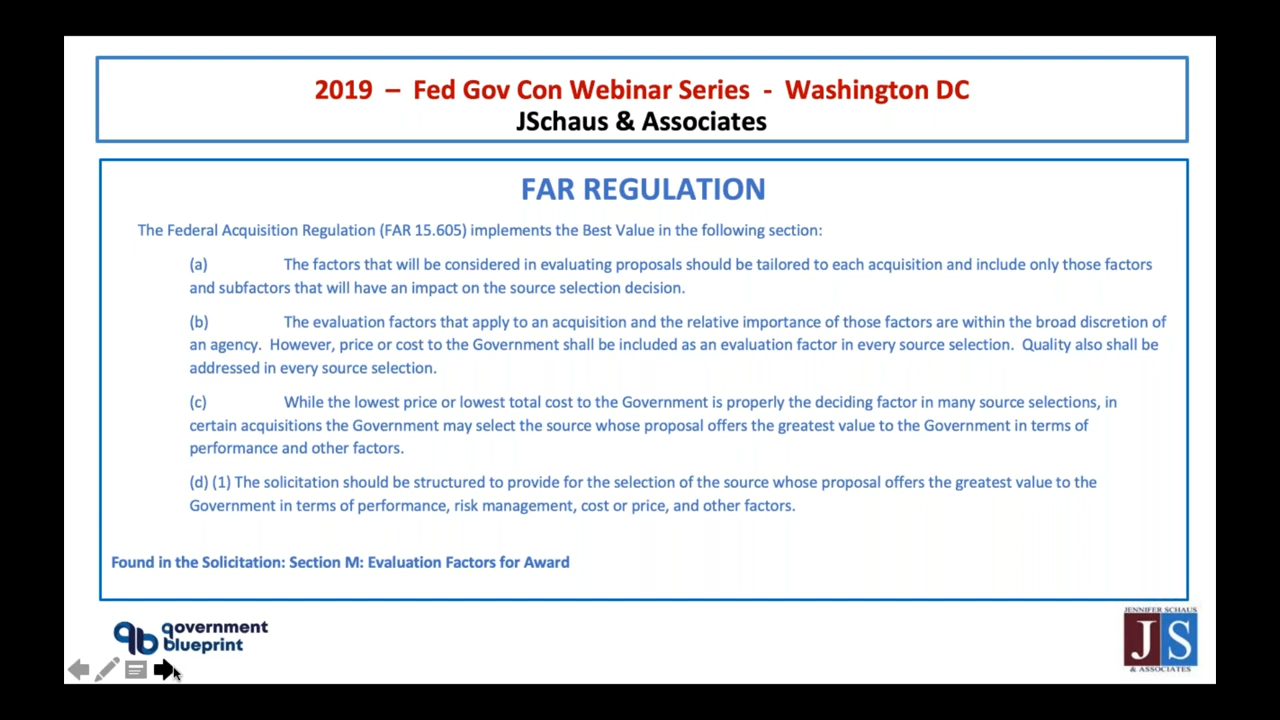 2019 – Fed Gov Con Webinar Series - Washington DC
JSchaus & Associates
FAR REGULATION
The Federal Acquisition Regulation (FAR 15.605) implements the Best Value in the following section:
(a) The factors that will be considered in evaluating proposals should be tailored to each acquisition and include only those factors
and subfactors that will have an impact on the source selection decision.
(b) The evaluation factors that apply to an acquisition and the relative importance of those factors are within the broad discretion of
an agency. However, price or cost to the Government shall be included as an evaluation factor in every source selection. Quality also shall be
addressed in every source selection.
(c) While the lowest price or lowest total cost to the Government is properly the deciding factor in many source selections, in
certain acquisitions the Government may select the source whose proposal offers the greatest value to the Government in terms of
performance and other factors.
(d) (1) The solicitation should be structured to provide for the selection of the source whose proposal offers the greatest value to the
Government in terms of performance, risk management, cost or price, and other factors.
Found in the Solicitation: Section M: Evaluation Factors for Award
gb government
blueprint
JENNIFER SCHAUS
JS
& ASSOCIATES